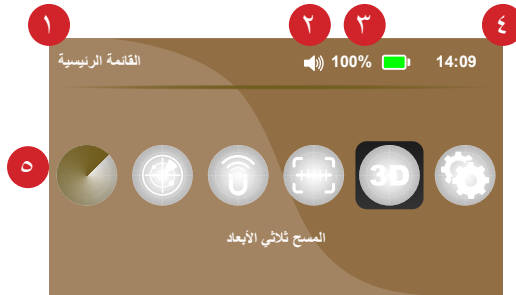 ١ ٢ ٣ ٤
القائمة الرئيسية 100% 14:09
٥ 3D
المسح ثلاثي الأبعاد